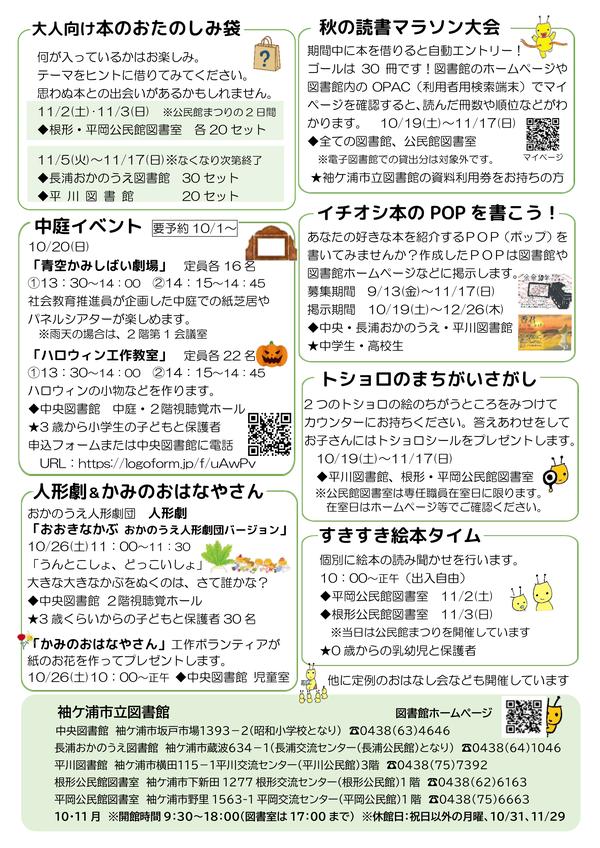 大人向け本のおたのしみ袋
何が入っているかはお楽しみ。
テーマをヒントに借りてみてください。
思わぬ本との出会いがあるかもしれません。
11/2(土)・11/3(日) ※公民館まつりの2日間
◆根形・平岡公民館図書室 各20セット
11/5(火)～11/17(日)※なくなり次第終了
◆長浦おかのうえ図書館 30セット
◆平川図書館 20セット
中庭イベント 要予約10/1～
10/20(日)
「青空かみしばい劇場」 定員各16名
①13：30～14：00 ②14：15～14：45
社会教育推進員が企画した中庭での紙芝居や
パネルシアターが楽しめます。
※雨天の場合は、2階第1会議室
「ハロウィン工作教室」 定員各22名
①13：30～14：00 ②14：15～14：45
ハロウィンの小物などを作ります。
◆中央図書館 中庭・2階視聴覚ホール
★3歳から小学生の子どもと保護者
申込フォームまたは中央図書館に電話
URL：https://logoform.jp/f/uAwPv
人形劇&かみのおはなやさん
おかのうえ人形劇団 人形劇
「おおきなかぶ おかのうえ人形劇団バージョン」
10/26(土)11：00～11：30
「うんとこしょ、どっこいしょ」
大きな大きなかぶをぬくのは、さて誰かな？
◆中央図書館 2階視聴覚ホール
★3歳くらいからの子どもと保護者30名
「かみのおはなやさん」工作ボランティアが
紙のお花を作ってプレゼントします。
10/26(土)10：00～正午 ◆中央図書館 児童室
秋の読書マラソン大会
期間中に本を借りると自動エントリー！
ゴールは30冊です！図書館のホームページや
図書館内のOPAC（利用者用検索端末）でマイ
ページを確認すると、読んだ冊数や順位などがわ
かります。 10/19(土)～11/17(日)
◆全ての図書館、公民館図書室
※電子図書館での貸出分は対象外です。
マイページ
★袖ケ浦市立図書館の資料利用券をお持ちの方
イチオシ本のPOPを書こう！
あなたの好きな本を紹介するPOP（ポップ）を
書いてみませんか？作成したPOPは図書館や
図書館ホームページなどに掲示します。
募集期間 9/13(金)～11/17(日)
掲示期間 10/19(土)～12/26(木)
◆中央・長浦おかのうえ・平川図書館
★中学生・高校生
トショロのまちがいさがし
2つのトショロの絵のちがうところをみつけて
カウンターにお持ちください。答えあわせをして
お子さんにはトショロシールをプレゼントします。
10/19(土)～11/17(日)
◆平川図書館、根形・平岡公民館図書室
※公民館図書室は専任職員在室日に限ります。
在室日はホームページ等でご確認ください。
すきすき絵本タイム
個別に絵本の読み聞かせを行います。
10：00～正午（出入自由）
◆平岡公民館図書室 11/2(土)
◆根形公民館図書室 11/3(日)
※当日は公民館まつりを開催しています
★0歳からの乳幼児と保護者
他に定例のおはなし会なども開催しています
袖ケ浦市立図書館 図書館ホームページ
中央図書館 袖ケ浦市坂戸市場1393－2(昭和小学校となり) ☎0438(63)4646
長浦おかのうえ図書館 袖ケ浦市蔵波634－1(長浦交流センター(長浦公民館)となり) ☎0438(64)1046
平川図書館 袖ケ浦市横田115－1平川交流センター(平川公民館)3階 ☎0438(75)7392
根形公民館図書室 袖ケ浦市下新田1277根形交流センター(根形公民館)1階 ☎0438(62)6163
平岡公民館図書室 袖ケ浦市野里1563-1平岡交流センター(平岡公民館)1階 ☎0438(75)6663
10・11月 ※開館時間9:30～18:00(図書室は17:00まで) ※休館日：祝日以外の月曜、10/31、11/29